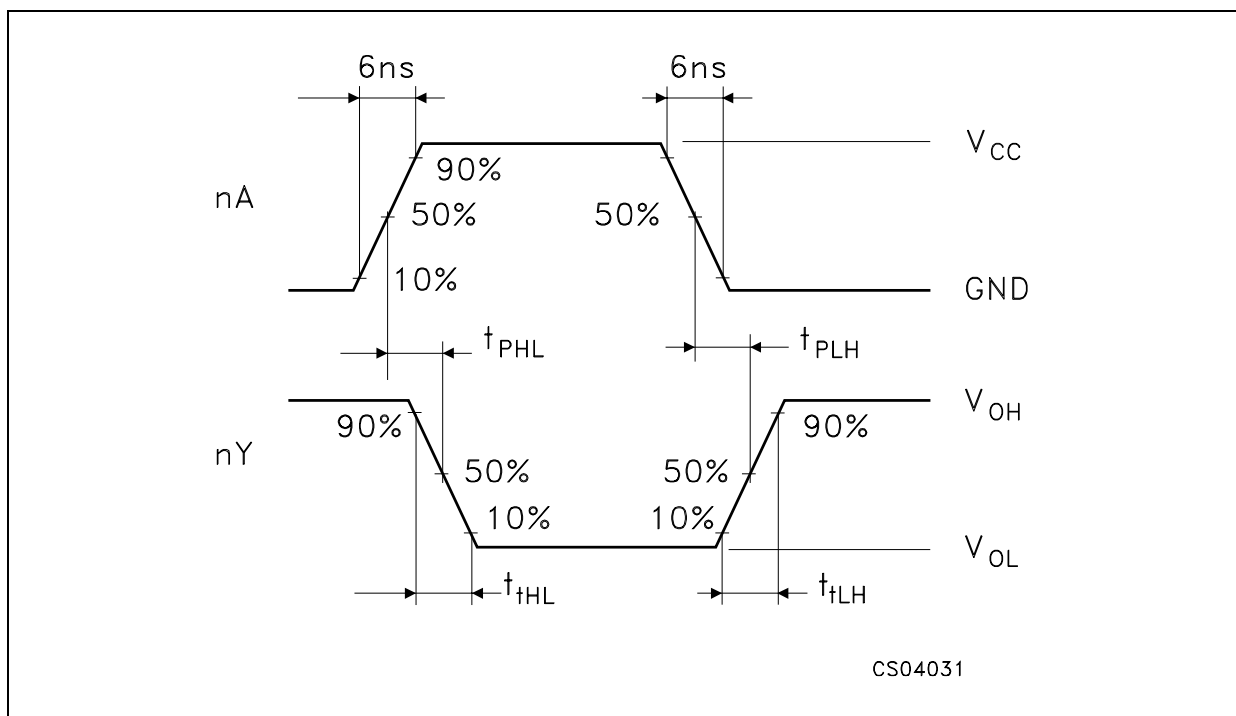 6ns 6ns
V_CC
90%
nA
50% 50%
10%
GND
t_PHL t_PLH
V_OH
90% 90%
nY
50% 50%
10% 10%
V_OL
t_tHL t_tLH
CS04031